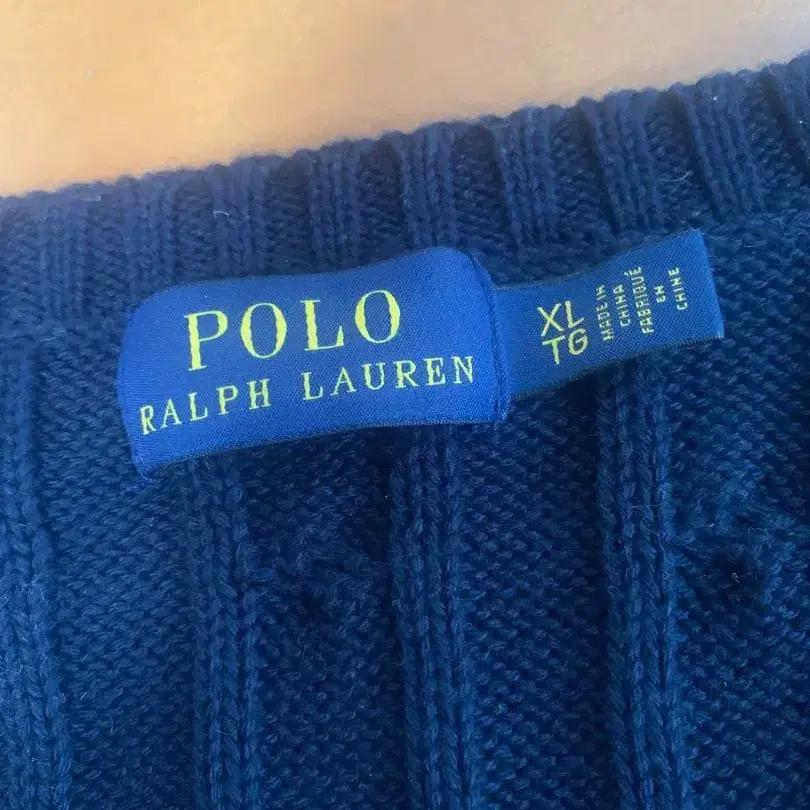 POLO
RALPH LAUREN
XL
TG
MADE IN
CHINA
FABRIQUÉ
EN
CHINE